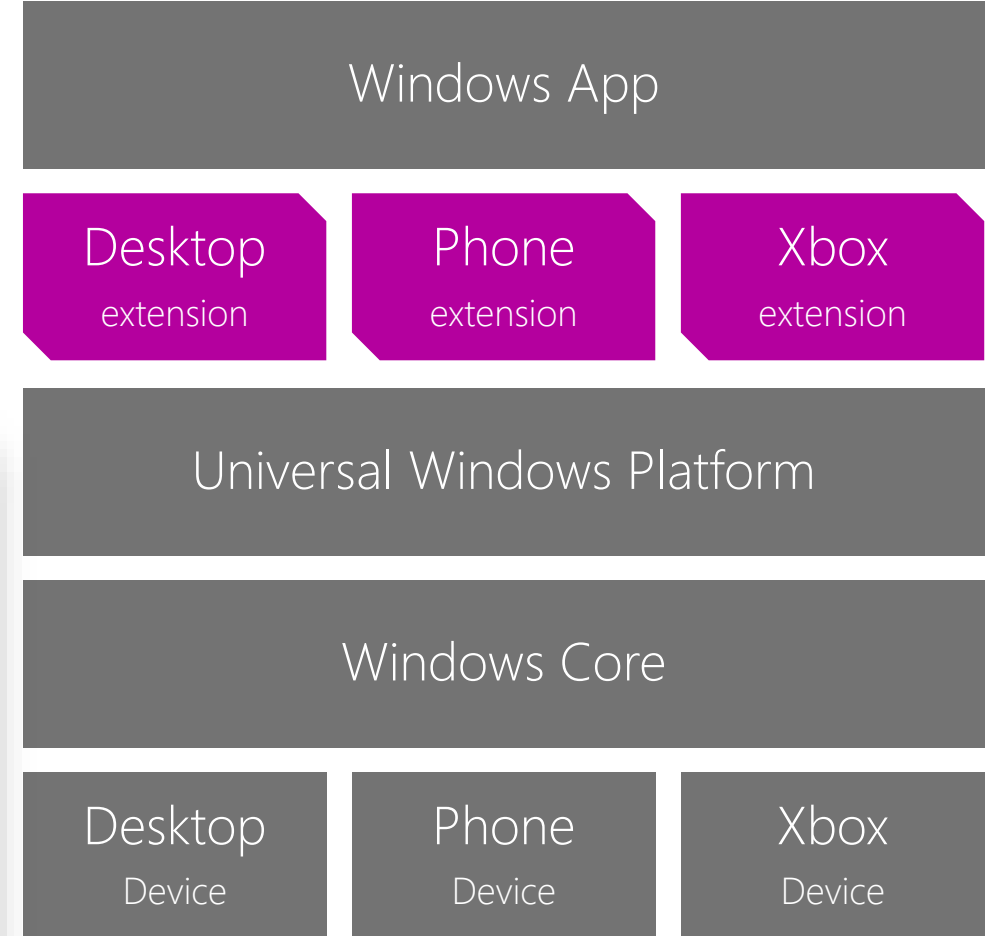 Windows App
Desktop
extension
Phone
extension
Xbox
extension
Universal Windows Platform
Windows Core
Desktop
Device
Phone
Device
Xbox
Device